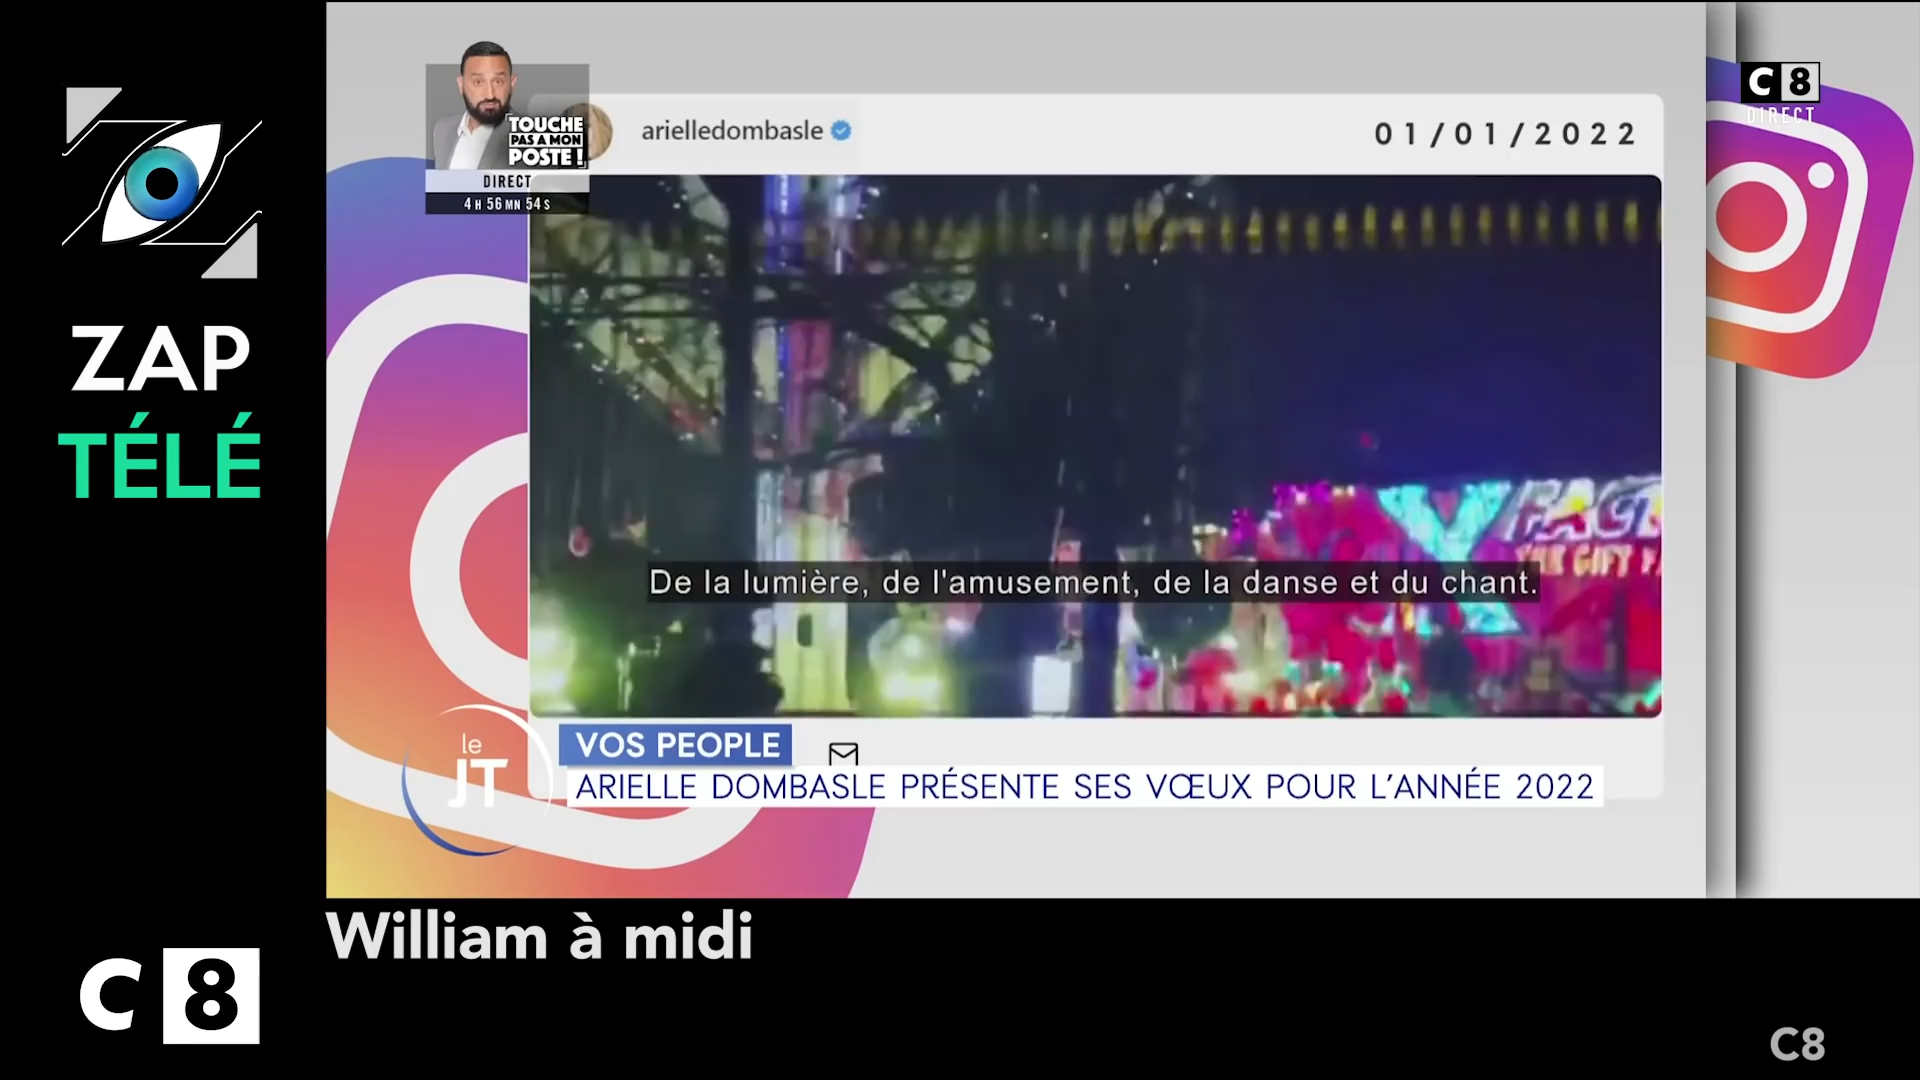 ZAP
TÉLÉ
C 8
TOUCHE
PAS A MON
POSTE !
DIRECT
4 H 56 MN 54 S
arielledombasle
01/01/2022
C 8
DIRECT
De la lumière, de l'amusement, de la danse et du chant.
le
JT
VOS PEOPLE
ARIELLE DOMBASLE PRÉSENTE SES VŒUX POUR L'ANNÉE 2022
William à midi
C8